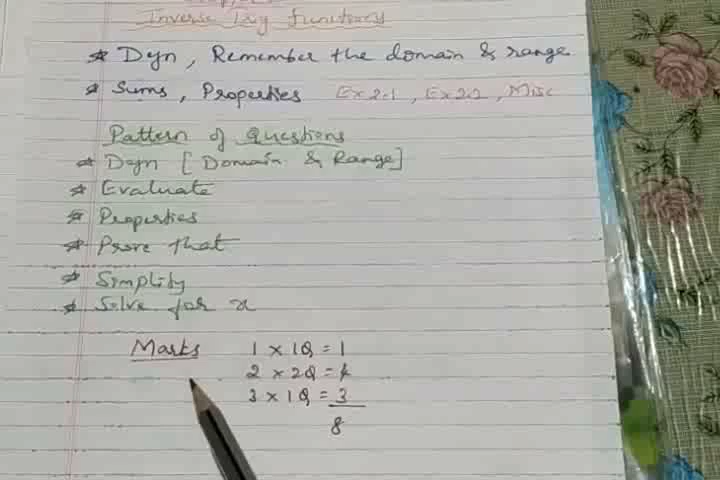 Inverse Trig functions
* Defn, Remember the domain & range
* Sums, Properties Ex 2.1, Ex 2.2, Misc
Pattern of Questions
* Defn [Domain & Range]
* Evaluate
* Properties
* Prove that
* Simplify
* Solve for x
Marks 1 × 1Q = 1
2 × 2Q = 4
3 × 1Q = 3
8